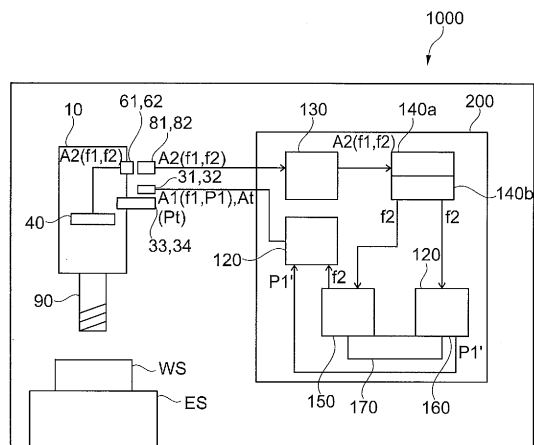 1000
10
61,62
81,82
130
140a
200
A2(f1,f2)
A2(f1,f2)
A2(f1,f2)
31,32
A1(f1,P1),At
(Pt)
140b
40
33,34
120
f2
f2
120
P1'
f2
90
P1'
WS
150
170
160
ES